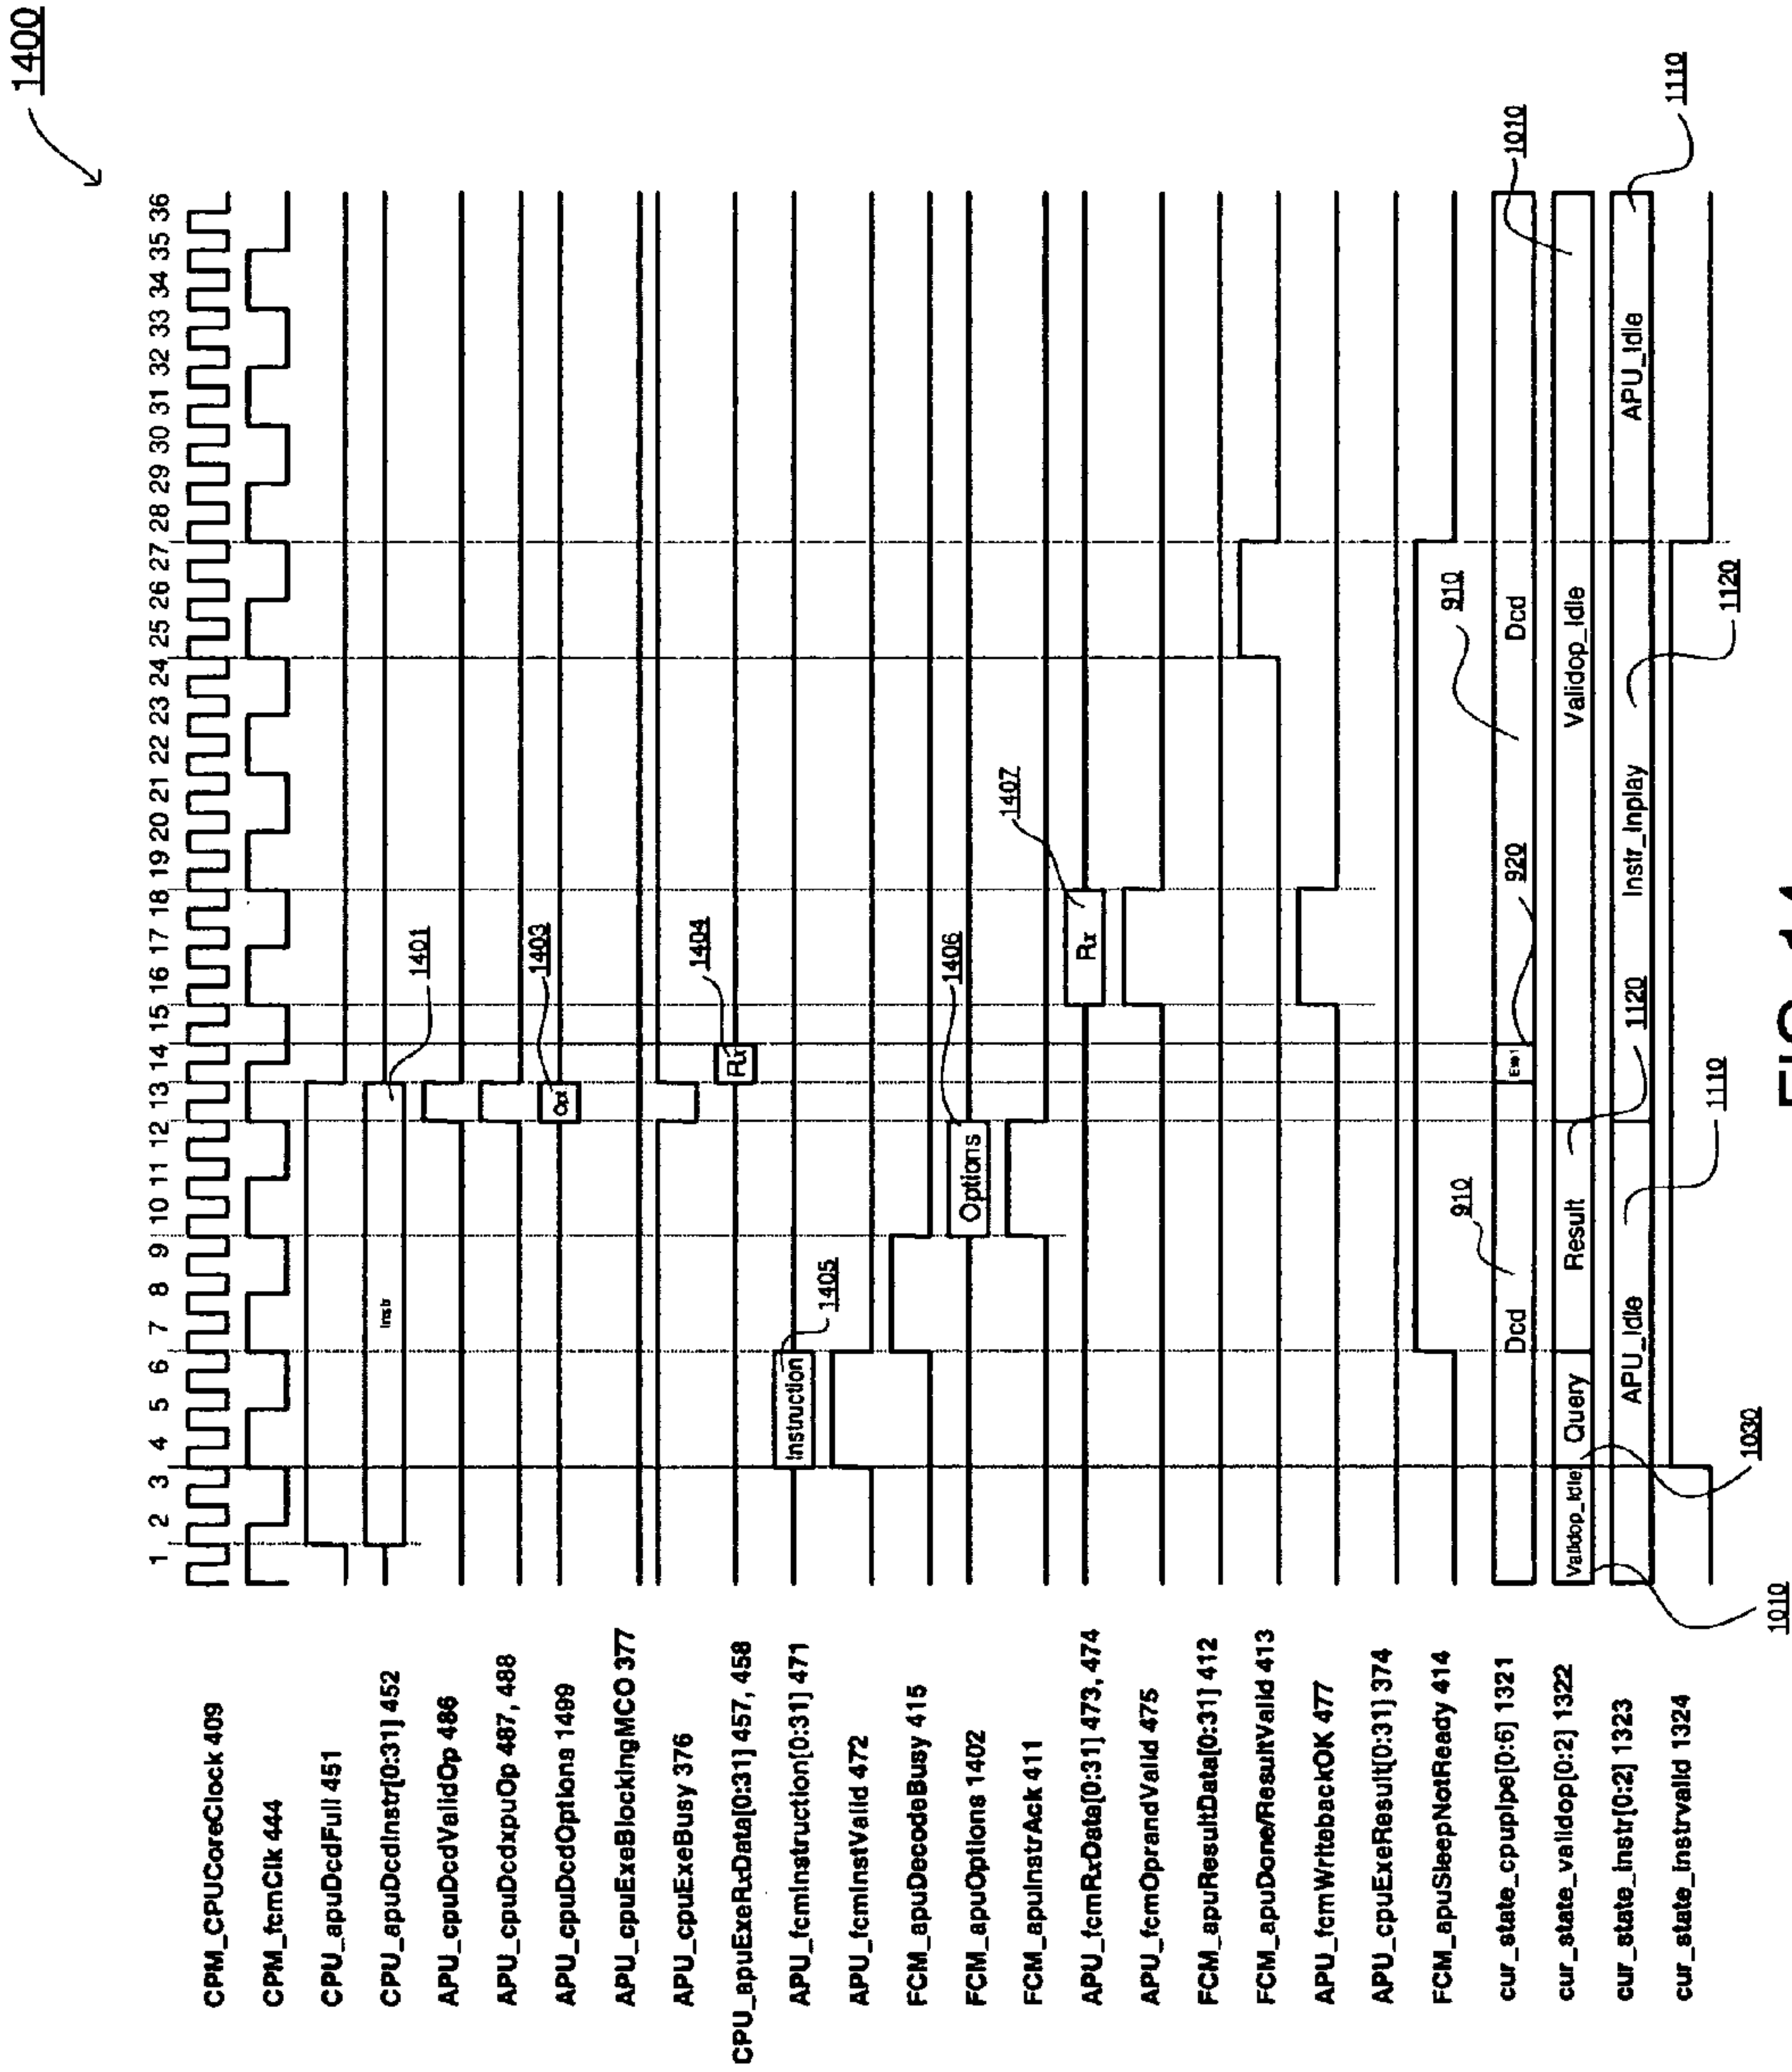 1400
1 2 3 4 5 6 7 8 9 10 11 12 13 14 15 16 17 18 19 20 21 22 23 24 25 26 27 28 29 30 31 32 33 34 35 36
CPM_CPUCoreClock 409
CPM_fcmClk 444
CPU_apuDcdFull 451
CPU_apuDcdInstr[0:31] 452
Instr
1401
APU_cpuDcdValidOp 486
APU_cpuDcdxpuOp 487, 488
APU_cpuDcdOptions 1499
Opt
1403
APU_cpuExeBlockingMCO 377
APU_cpuExeBusy 376
CPU_apuExeRxData[0:31] 457, 458
Rx
1404
APU_fcmInstruction[0:31] 471
Instruction
1405
APU_fcmInstValid 472
FCM_apuDecodeBusy 415
FCM_apuOptions 1402
Options
1406
FCM_apuInstrAck 411
APU_fcmRxData[0:31] 473, 474
Rx
1407
APU_fcmOprandValid 475
FCM_apuResultData[0:31] 412
FCM_apuDone/ResultValid 413
APU_fcmWritebackOK 477
APU_cpuExeResult[0:31] 374
FCM_apuSleepNotReady 414
910
920
910
cur_state_cpupipe[0:6] 1321
Dcd
Exe1
Dcd
1010
cur_state_validop[0:2] 1322
Validop_Idle
Query
Result
Validop_Idle
1120
cur_state_instr[0:2] 1323
APU_Idle
Instr_Inplay
APU_Idle
1110
cur_state_instrvalid 1324
1010
1030
1110
1120